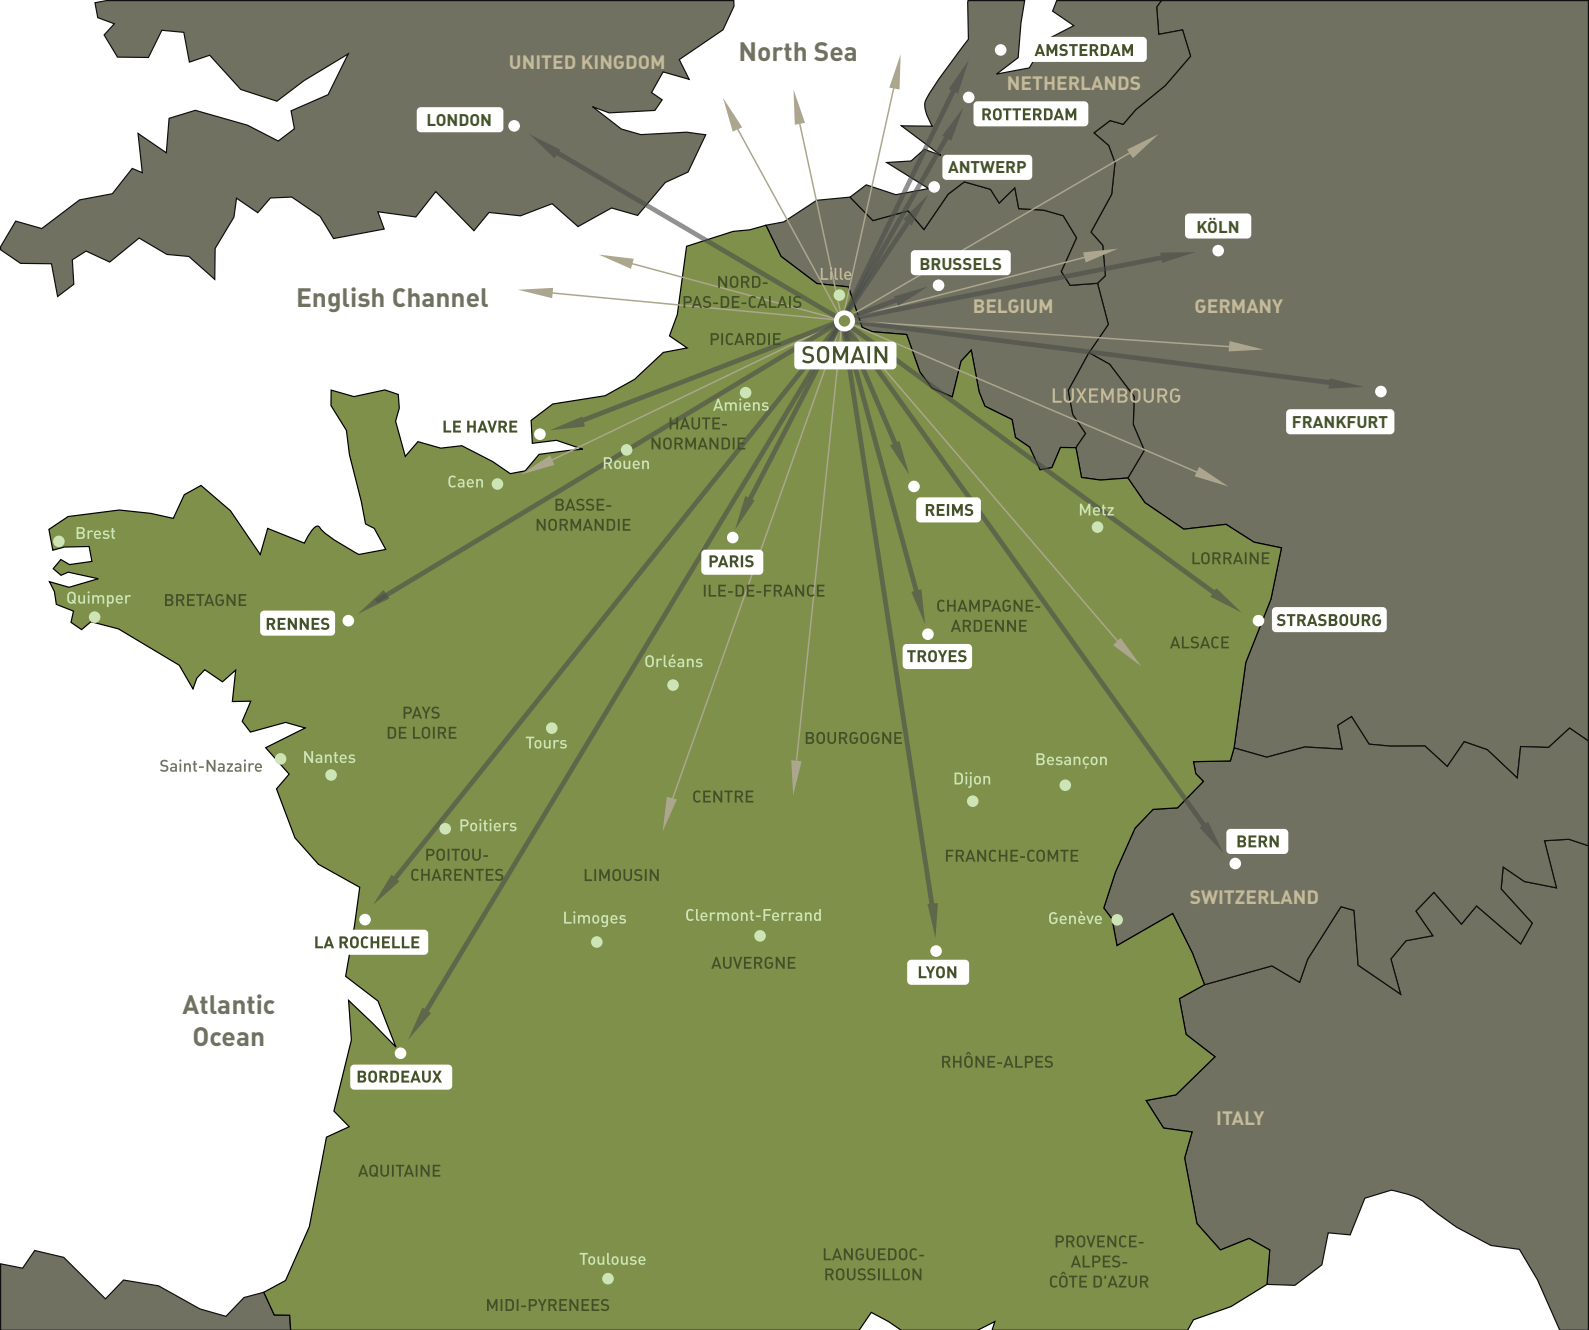 North Sea
AMSTERDAM
UNITED KINGDOM
NETHERLANDS
ROTTERDAM
LONDON
ANTWERP
KÖLN
BRUSSELS
Lille
NORD-
PAS-DE-CALAIS
English Channel
BELGIUM
GERMANY
PICARDIE
SOMAIN
LUXEMBOURG
Amiens
FRANKFURT
LE HAVRE
HAUTE-
NORMANDIE
Rouen
Caen
BASSE-
NORMANDIE
REIMS
Metz
Brest
PARIS
LORRAINE
ILE-DE-FRANCE
Quimper
BRETAGNE
RENNES
CHAMPAGNE-
ARDENNE
STRASBOURG
ALSACE
TROYES
Orléans
PAYS
DE LOIRE
Tours
BOURGOGNE
Saint-Nazaire
Nantes
Besançon
Dijon
CENTRE
Poitiers
BERN
POITOU-
CHARENTES
FRANCHE-COMTE
LIMOUSIN
SWITZERLAND
Limoges
Clermont-Ferrand
Genève
LA ROCHELLE
AUVERGNE
LYON
Atlantic
Ocean
RHÔNE-ALPES
BORDEAUX
ITALY
AQUITAINE
PROVENCE-
ALPES-
CÔTE D'AZUR
LANGUEDOC-
ROUSSILLON
Toulouse
MIDI-PYRENEES